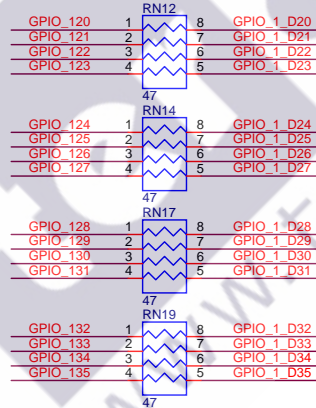 RN12
GPIO_120 1 8 GPIO_1_D20
GPIO_121 2 7 GPIO_1_D21
GPIO_122 3 6 GPIO_1_D22
GPIO_123 4 5 GPIO_1_D23
47
RN14
GPIO_124 1 8 GPIO_1_D24
GPIO_125 2 7 GPIO_1_D25
GPIO_126 3 6 GPIO_1_D26
GPIO_127 4 5 GPIO_1_D27
47
RN17
GPIO_128 1 8 GPIO_1_D28
GPIO_129 2 7 GPIO_1_D29
GPIO_130 3 6 GPIO_1_D30
GPIO_131 4 5 GPIO_1_D31
47
RN19
GPIO_132 1 8 GPIO_1_D32
GPIO_133 2 7 GPIO_1_D33
GPIO_134 3 6 GPIO_1_D34
GPIO_135 4 5 GPIO_1_D35
47